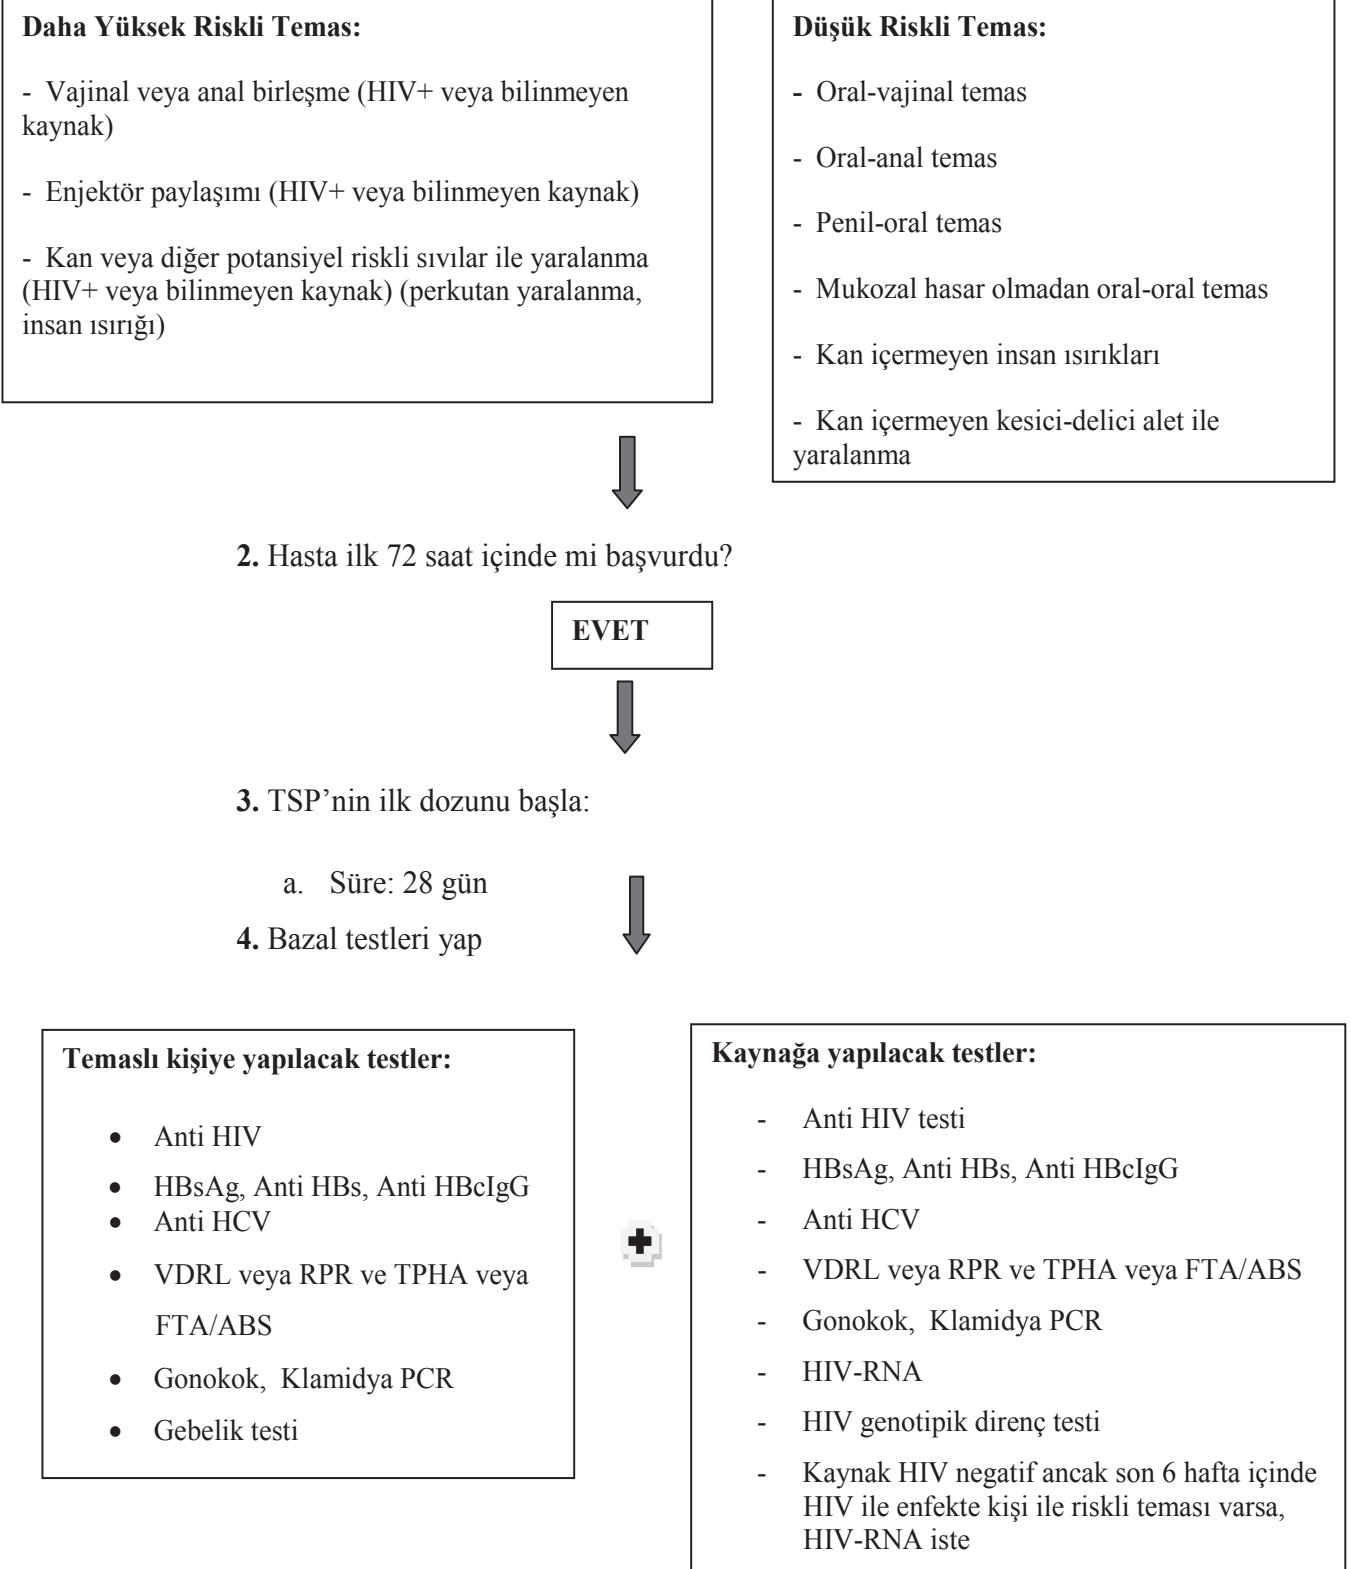 Daha Yüksek Riskli Temas:
- Vajinal veya anal birleşme (HIV+ veya bilinmeyen
kaynak)
- Enjektör paylaşımı (HIV+ veya bilinmeyen kaynak)
- Kan veya diğer potansiyel riskli sıvılar ile yaralanma
(HIV+ veya bilinmeyen kaynak) (perkutan yaralanma,
insan ısırığı)
Düşük Riskli Temas:
- Oral-vajinal temas
- Oral-anal temas
- Penil-oral temas
- Mukozal hasar olmadan oral-oral temas
- Kan içermeyen insan ısırıkları
- Kan içermeyen kesici-delici alet ile
yaralanma
2. Hasta ilk 72 saat içinde mi başvurdu?
EVET
3. TSP’nin ilk dozunu başla:
a. Süre: 28 gün
4. Bazal testleri yap
Temaslı kişiye yapılacak testler:
• Anti HIV
• HBsAg, Anti HBs, Anti HBcIgG
• Anti HCV
• VDRL veya RPR ve TPHA veya
FTA/ABS
• Gonokok, Klamidya PCR
• Gebelik testi
Kaynağa yapılacak testler:
- Anti HIV testi
- HBsAg, Anti HBs, Anti HBcIgG
- Anti HCV
- VDRL veya RPR ve TPHA veya FTA/ABS
- Gonokok, Klamidya PCR
- HIV-RNA
- HIV genotipik direnç testi
- Kaynak HIV negatif ancak son 6 hafta içinde
HIV ile enfekte kişi ile riskli teması varsa,
HIV-RNA iste